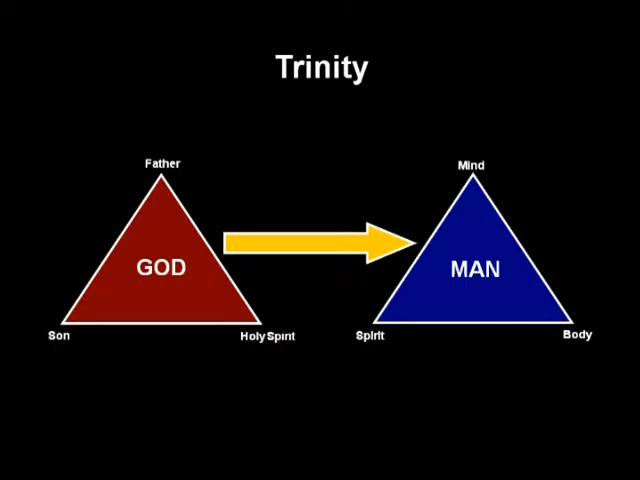 Trinity
Father
Mind
GOD
MAN
Son
Holy Spirit
Spirit
Body